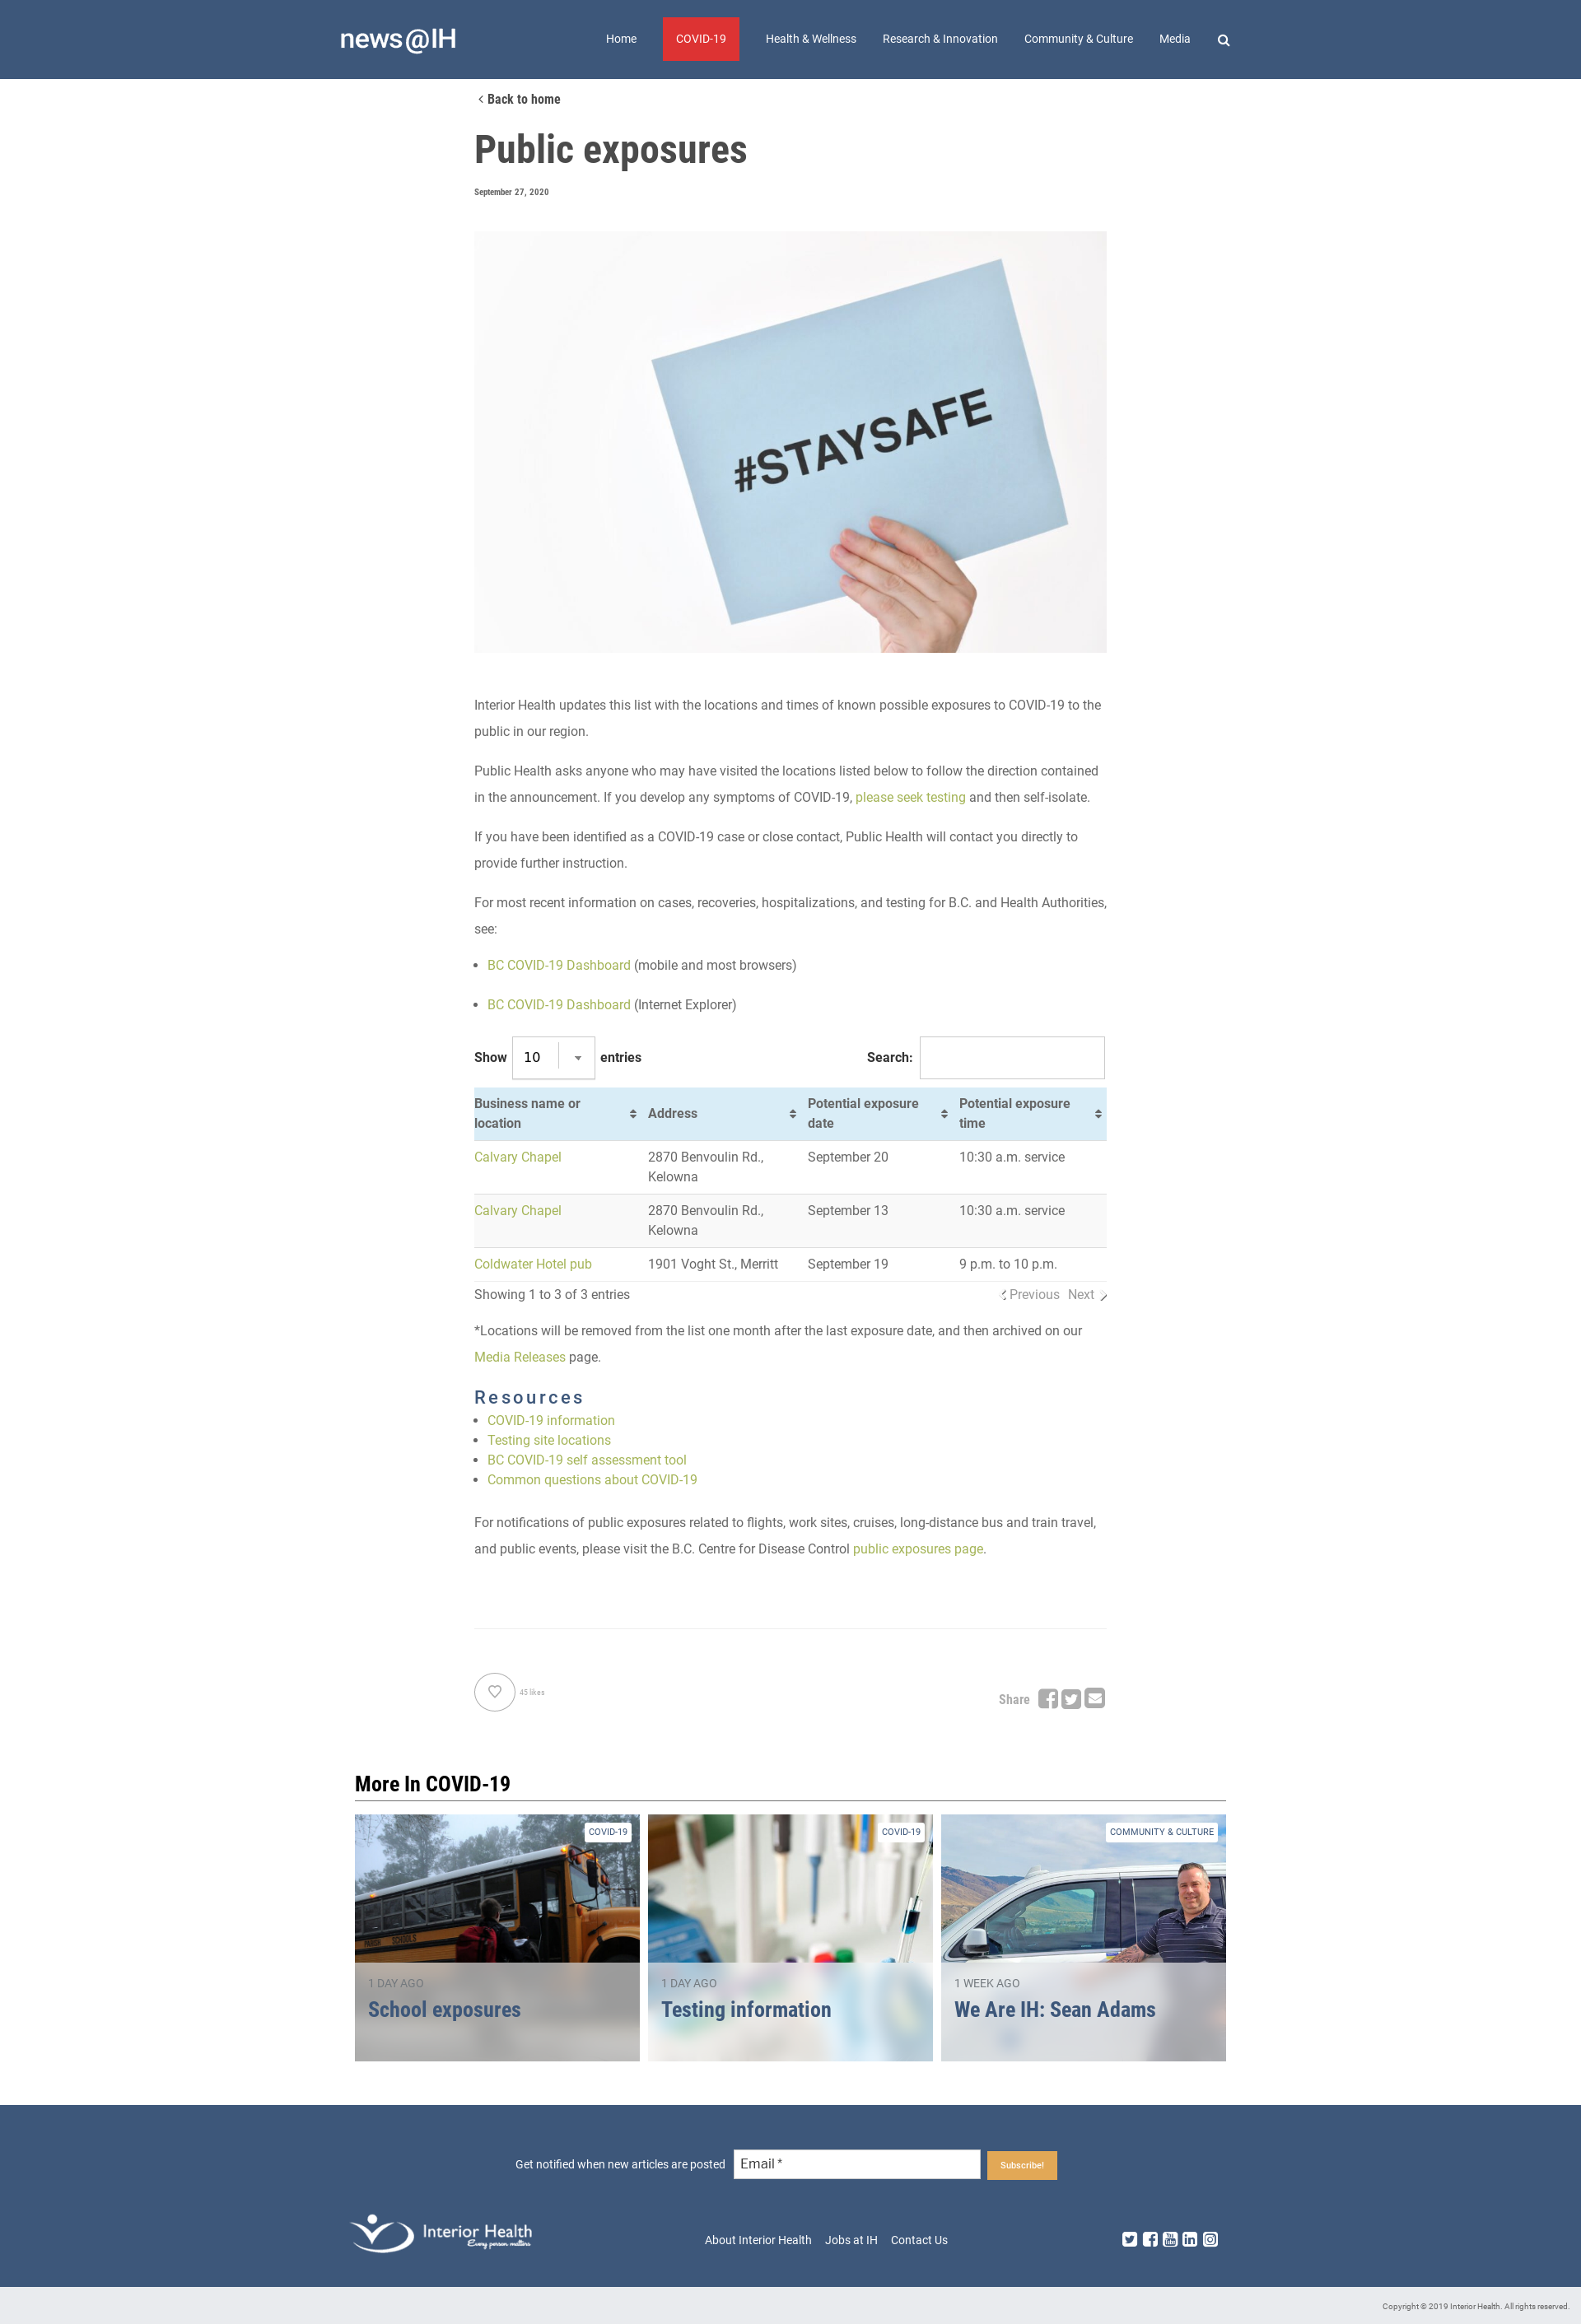 news@IH
Home
COVID-19
Health & Wellness
Research & Innovation
Community & Culture
Media
Back to home
Public exposures
September 27, 2020
#STAYSAFE
Interior Health updates this list with the locations and times of known possible exposures to COVID-19 to the
public in our region.
Public Health asks anyone who may have visited the locations listed below to follow the direction contained
in the announcement. If you develop any symptoms of COVID-19, please seek testing and then self-isolate.
If you have been identified as a COVID-19 case or close contact, Public Health will contact you directly to
provide further instruction.
For most recent information on cases, recoveries, hospitalizations, and testing for B.C. and Health Authorities,
see:
BC COVID-19 Dashboard (mobile and most browsers)
BC COVID-19 Dashboard (Internet Explorer)
Show 10 entries
Search:
Business name or location Address Potential exposure date Potential exposure time
Calvary Chapel 2870 Benvoulin Rd., Kelowna September 20 10:30 a.m. service
Calvary Chapel 2870 Benvoulin Rd., Kelowna September 13 10:30 a.m. service
Coldwater Hotel pub 1901 Voght St., Merritt September 19 9 p.m. to 10 p.m.
Showing 1 to 3 of 3 entries
Previous Next
*Locations will be removed from the list one month after the last exposure date, and then archived on our
Media Releases page.
Resources
COVID-19 information
Testing site locations
BC COVID-19 self assessment tool
Common questions about COVID-19
For notifications of public exposures related to flights, work sites, cruises, long-distance bus and train travel,
and public events, please visit the B.C. Centre for Disease Control public exposures page.
45 likes
Share
More In COVID-19
COVID-19
PARISH SCHOOLS
1 DAY AGO
School exposures
COVID-19
1 DAY AGO
Testing information
COMMUNITY & CULTURE
1 WEEK AGO
We Are IH: Sean Adams
Get notified when new articles are posted
Email *
Subscribe!
Interior Health
Every person matters
About Interior Health
Jobs at IH
Contact Us
Copyright © 2019 Interior Health. All rights reserved.